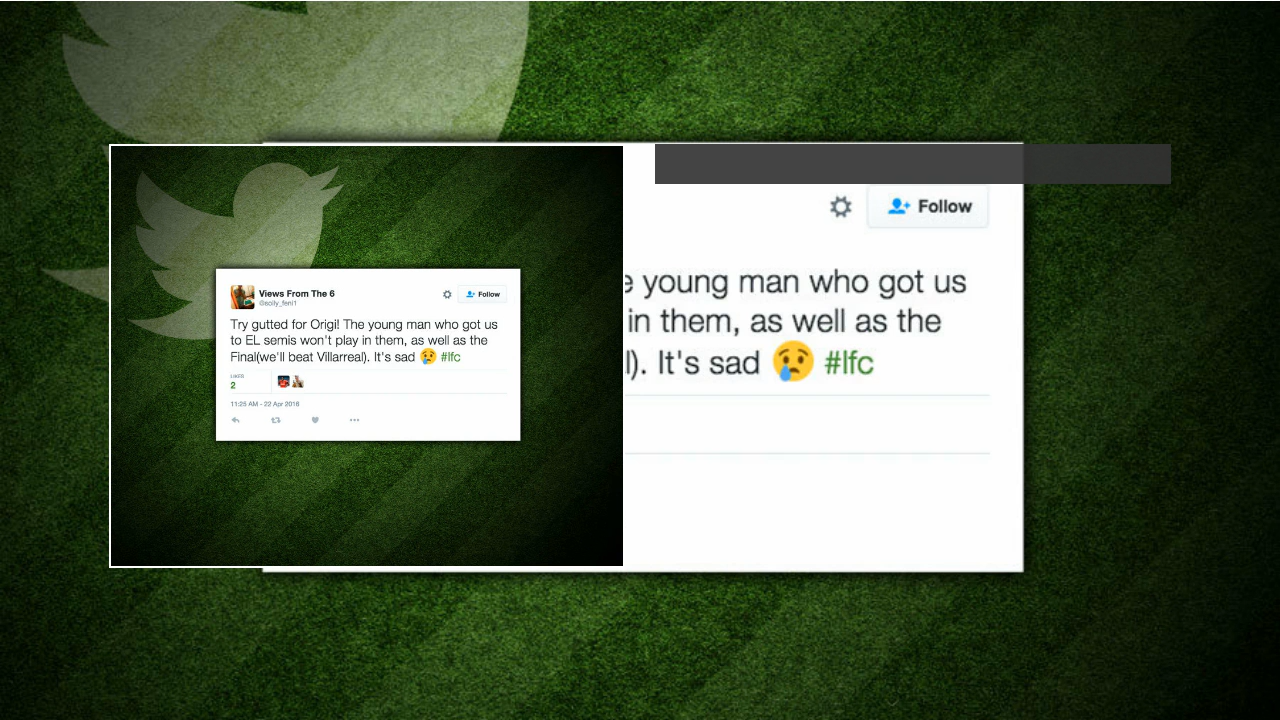 Views From The 6
@solly_feni1
Follow
Try gutted for Origi! The young man who got us
to EL semis won't play in them, as well as the
Final(we'll beat Villarreal). It's sad 😢 #lfc
LIKES
2
11:25 AM - 22 Apr 2016
Follow
young man who got us
in them, as well as the
l). It's sad 😢 #lfc